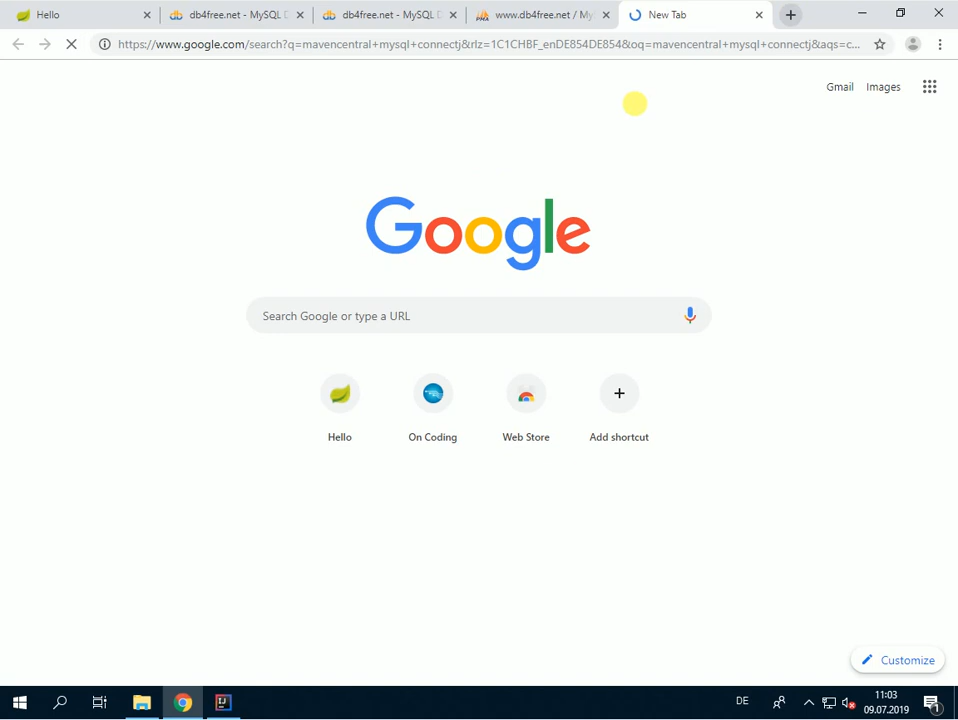 Hello
db4free.net - MySQL D
db4free.net - MySQL D
www.db4free.net / My
New Tab
https://www.google.com/search?q=mavencentral+mysql+connectj&rlz=1C1CHBF_enDE854DE854&oq=mavencentral+mysql+connectj&aqs=c...
Gmail
Images
Google
Search Google or type a URL
Hello
On Coding
Web Store
Add shortcut
Customize
DE
11:03
09.07.2019
1